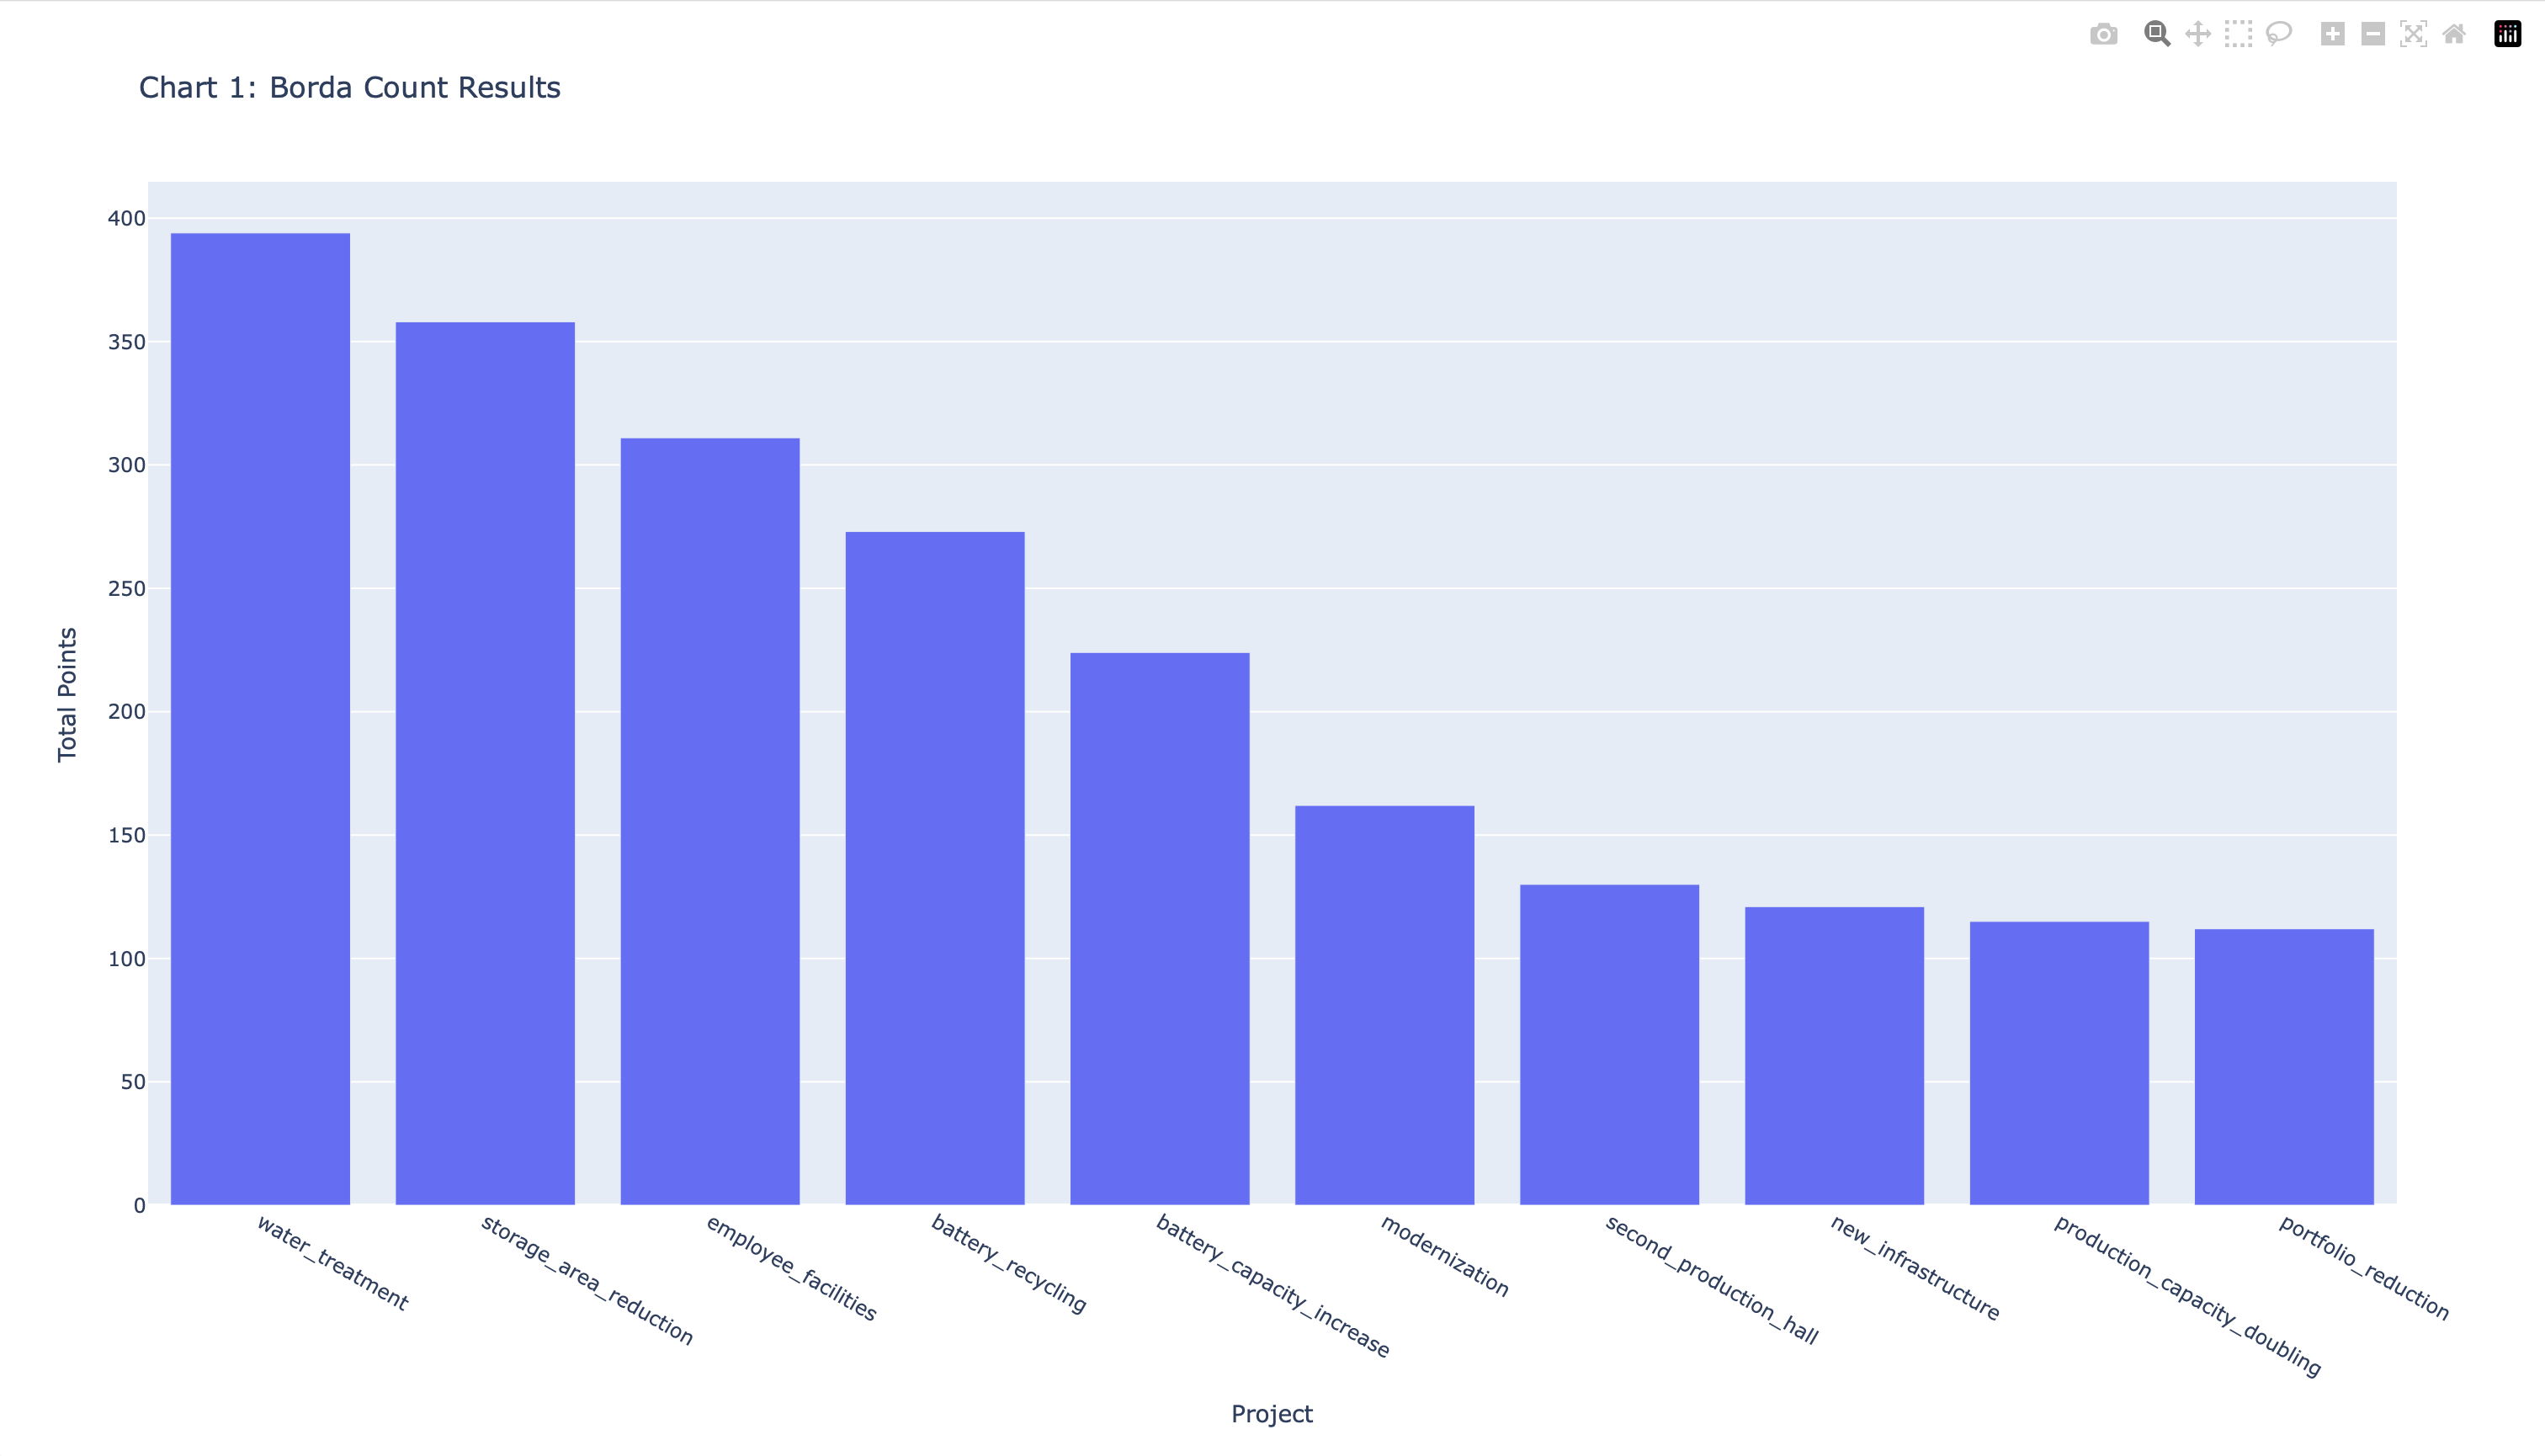 Chart 1: Borda Count Results
400
350
300
250
200
150
100
50
0
Total Points
water_treatment
storage_area_reduction
employee_facilities
battery_recycling
battery_capacity_increase
modernization
second_production_hall
new_infrastructure
production_capacity_doubling
portfolio_reduction
Project